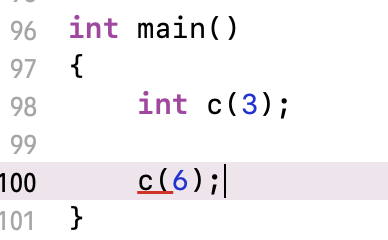 96 int main()
97 {
98 int c(3);
99
100 c(6);
101 }